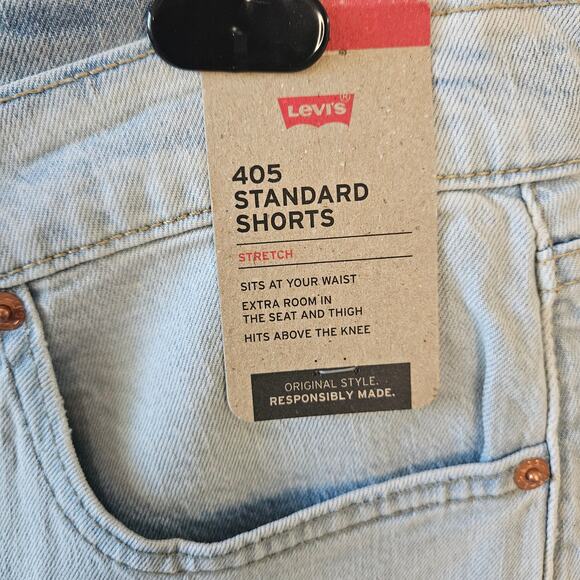 Levi's®
405
STANDARD
SHORTS
STRETCH
SITS AT YOUR WAIST
EXTRA ROOM IN
THE SEAT AND THIGH
HITS ABOVE THE KNEE
ORIGINAL STYLE.
RESPONSIBLY MADE.